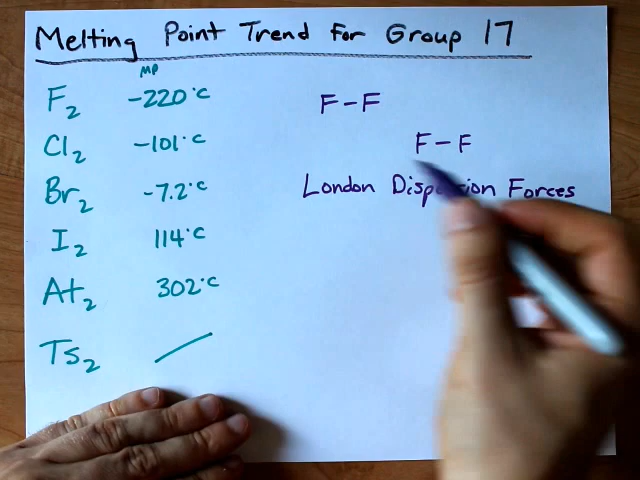 Melting Point Trend for Group 17
MP
F2 -220°C
Cl2 -101°C
Br2 -7.2°C
I2 114°C
At2 302°C
Ts2
F-F
F-F
London Forces